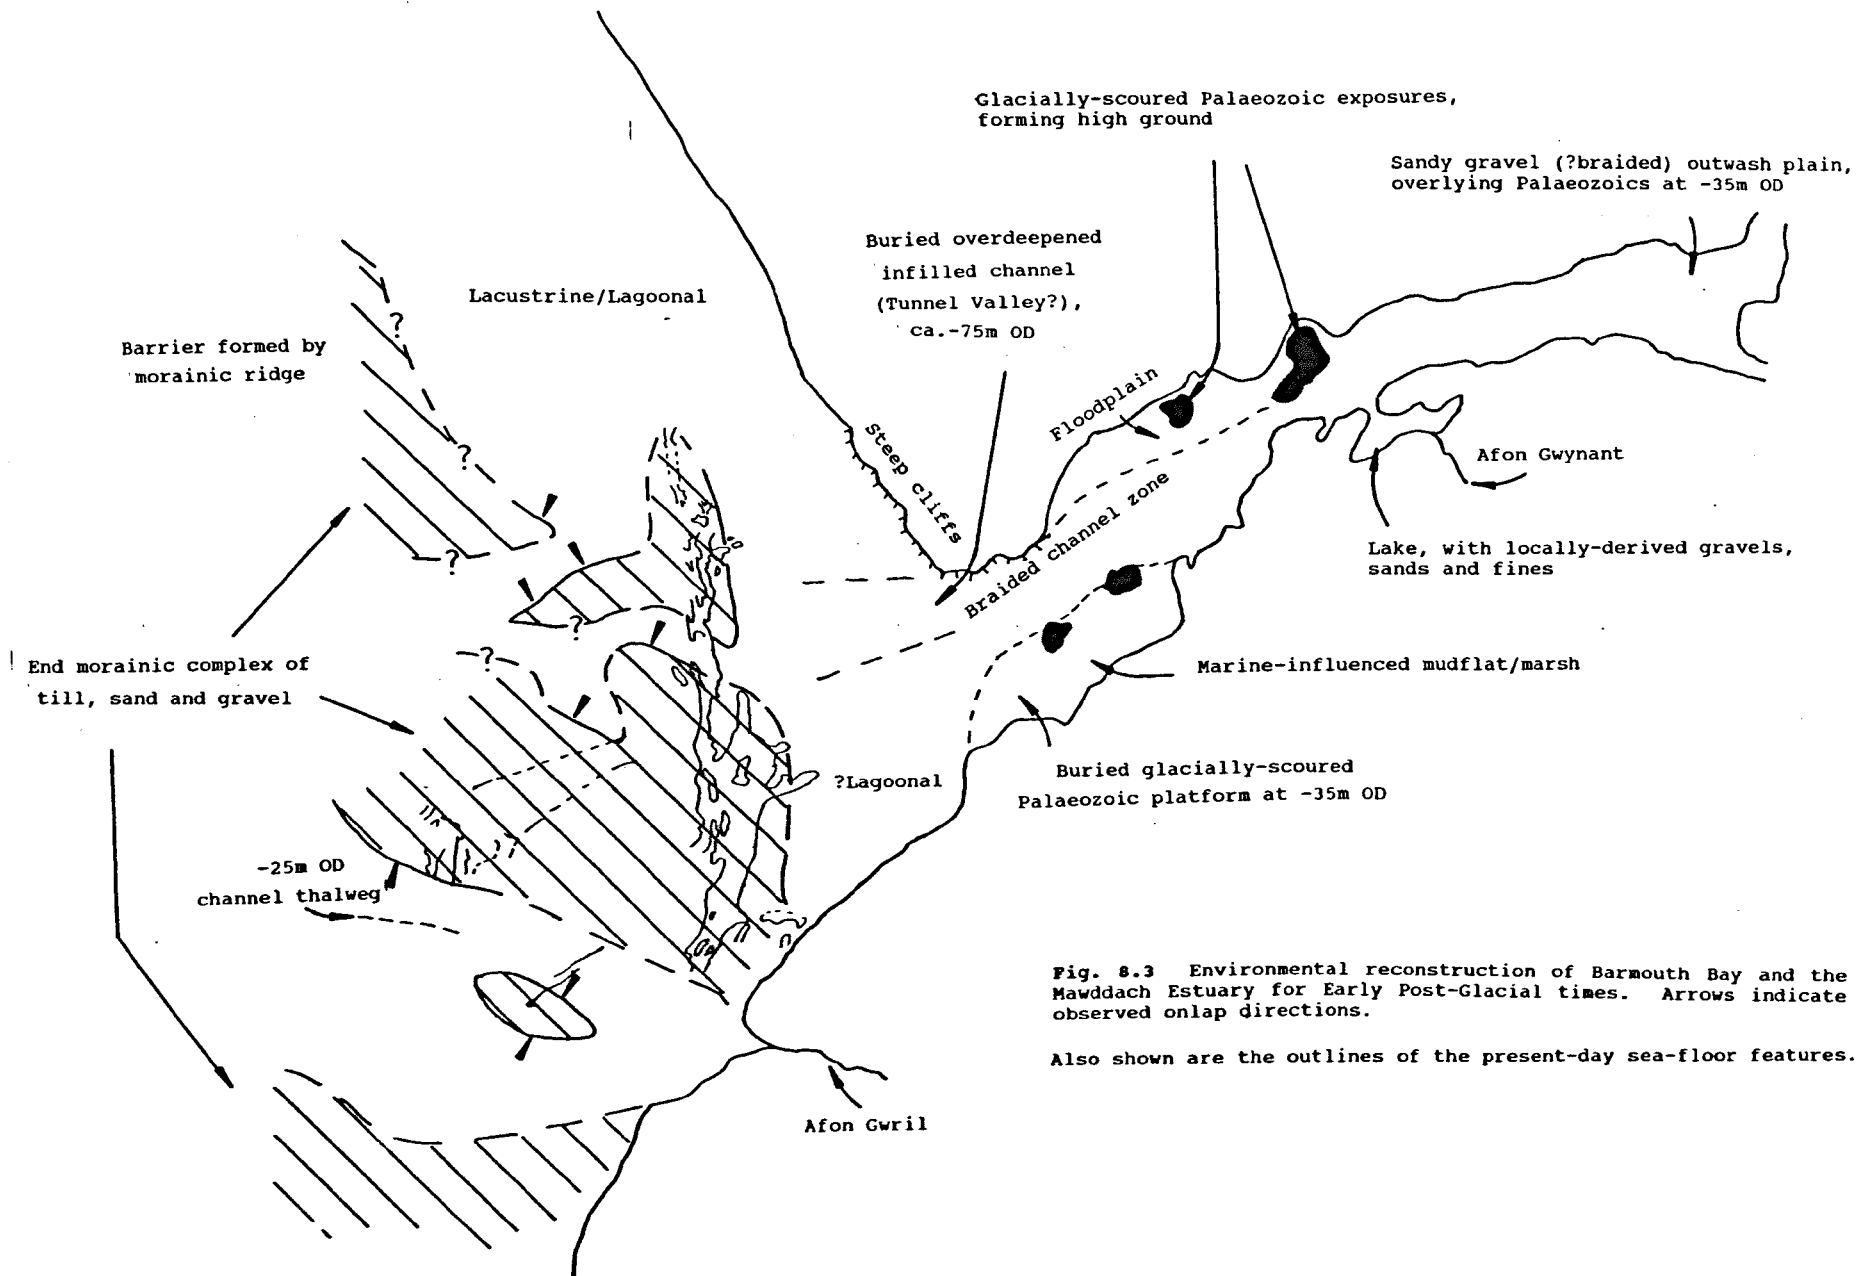 Glacially-scoured Palaeozoic exposures,
forming high ground
Sandy gravel (?braided) outwash plain,
overlying Palaeozoics at -35m OD
Buried overdeepened
infilled channel
(Tunnel Valley?),
ca.-75m OD
Lacustrine/Lagoonal
?
Barrier formed by
morainic ridge
Floodplain
Steep cliffs
?
Afon Gwynant
Braided channel zone
Lake, with locally-derived gravels,
sands and fines
?
?
?
End morainic complex of
till, sand and gravel
Marine-influenced mudflat/marsh
?Lagoonal
Buried glacially-scoured
Palaeozoic platform at -35m OD
-25m OD
channel thalweg
Fig. 8.3 Environmental reconstruction of Barmouth Bay and the
Mawddach Estuary for Early Post-Glacial times. Arrows indicate
observed onlap directions.
Also shown are the outlines of the present-day sea-floor features.
Afon Gwril